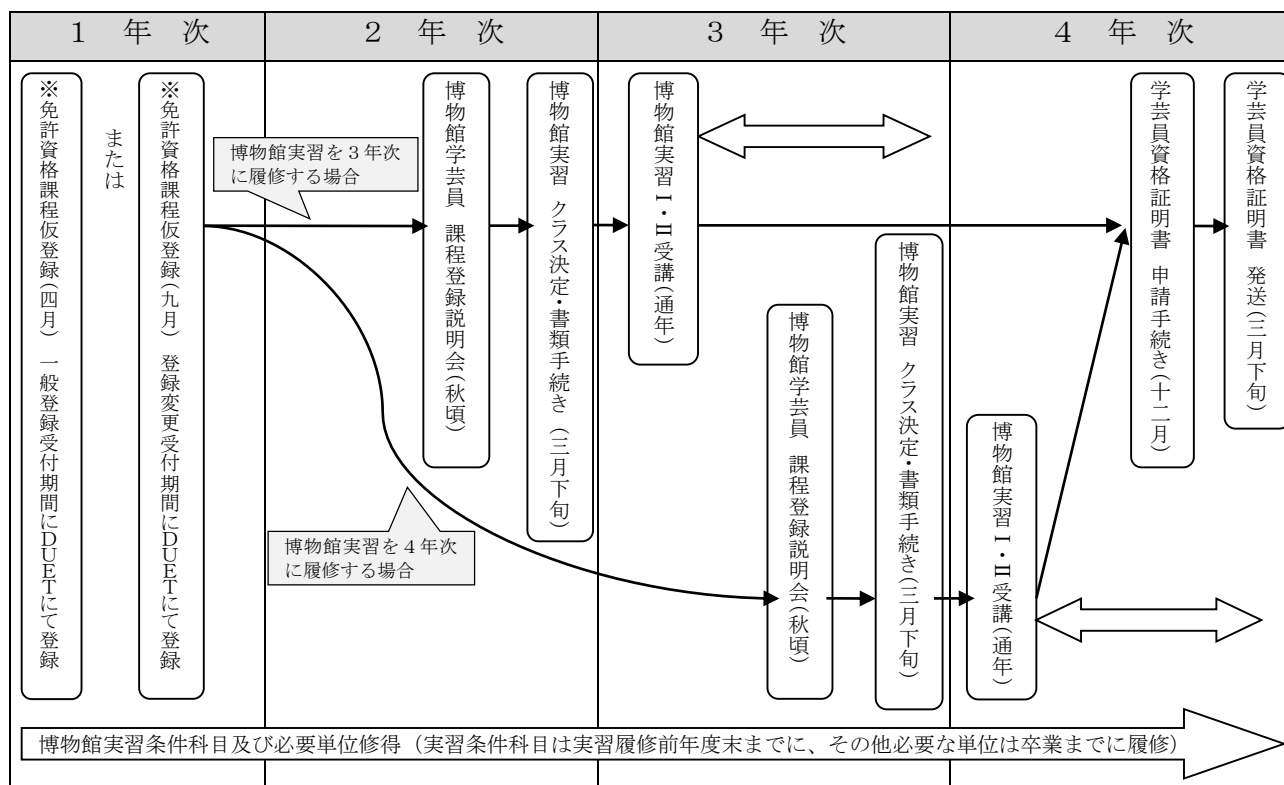 １　年　次
２　年　次
３　年　次
４　年　次
※免許資格課程仮登録(四月)　一般登録受付期間にＤＵＥＴにて登録
または
※免許資格課程仮登録(九月)　登録変更受付期間にＤＵＥＴにて登録
博物館実習を３年次
に履修する場合
博物館学芸員　課程登録説明会(秋頃)
博物館実習　クラス決定・書類手続き（三月下旬）
博物館実習Ⅰ・Ⅱ受講(通年)
博物館実習を４年次
に履修する場合
博物館学芸員　課程登録説明会(秋頃)
博物館実習　クラス決定・書類手続き(三月下旬)
博物館実習Ⅰ・Ⅱ受講(通年)
学芸員資格証明書　申請手続き(十二月)
学芸員資格証明書　発送(三月下旬)
博物館実習条件科目及び必要単位修得（実習条件科目は実習履修前年度末までに、その他必要な単位は卒業までに履修）